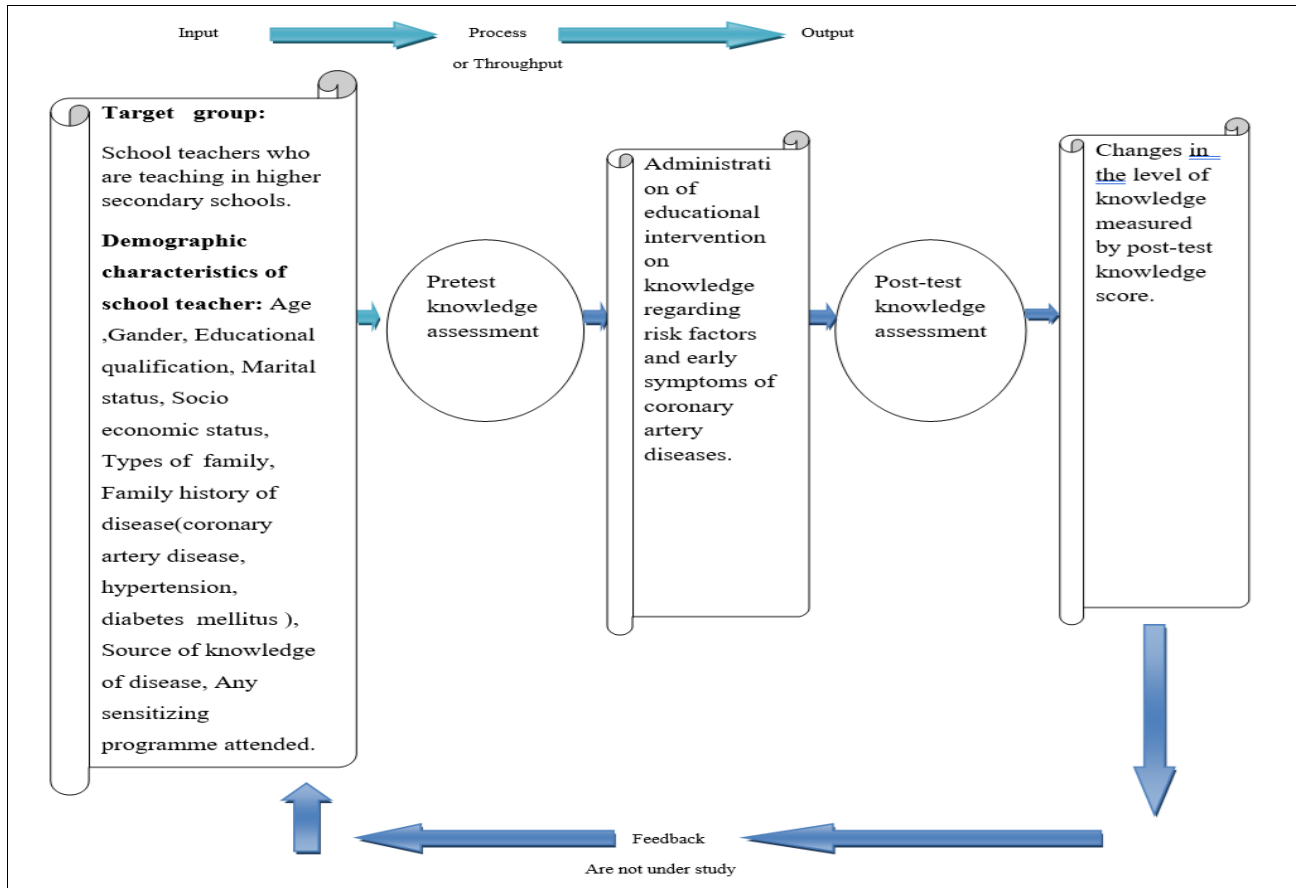 Input
Process
or Throughput
Output
Target group:
School teachers who
are teaching in higher
secondary schools.
Demographic
characteristics of
school teacher: Age
,Gander, Educational
qualification, Marital
status, Socio
economic status,
Types of family,
Family history of
disease(coronary
artery disease,
hypertension,
diabetes mellitus ),
Source of knowledge
of disease, Any
sensitizing
programme attended.
Pretest
knowledge
assessment
Administrati
on of
educational
intervention
on
knowledge
regarding
risk factors
and early
symptoms of
coronary
artery
diseases.
Post-test
knowledge
assessment
Changes in
the level of
knowledge
measured
by post-test
knowledge
score.
Feedback
Are not under study